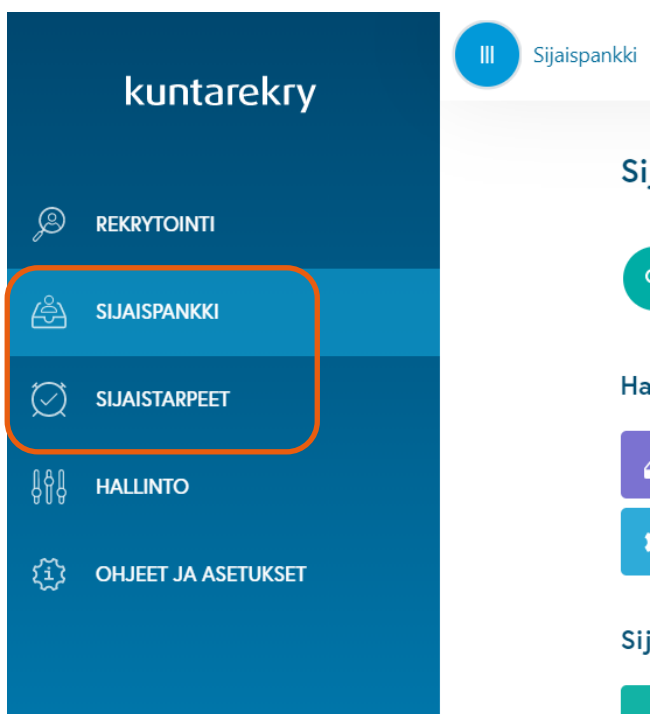 kuntarekry
Sijaispankki
REKRYTOINTI
SIJAISPANKKI
SIJAISTARPEET
HALLINTO
OHJEET JA ASETUKSET